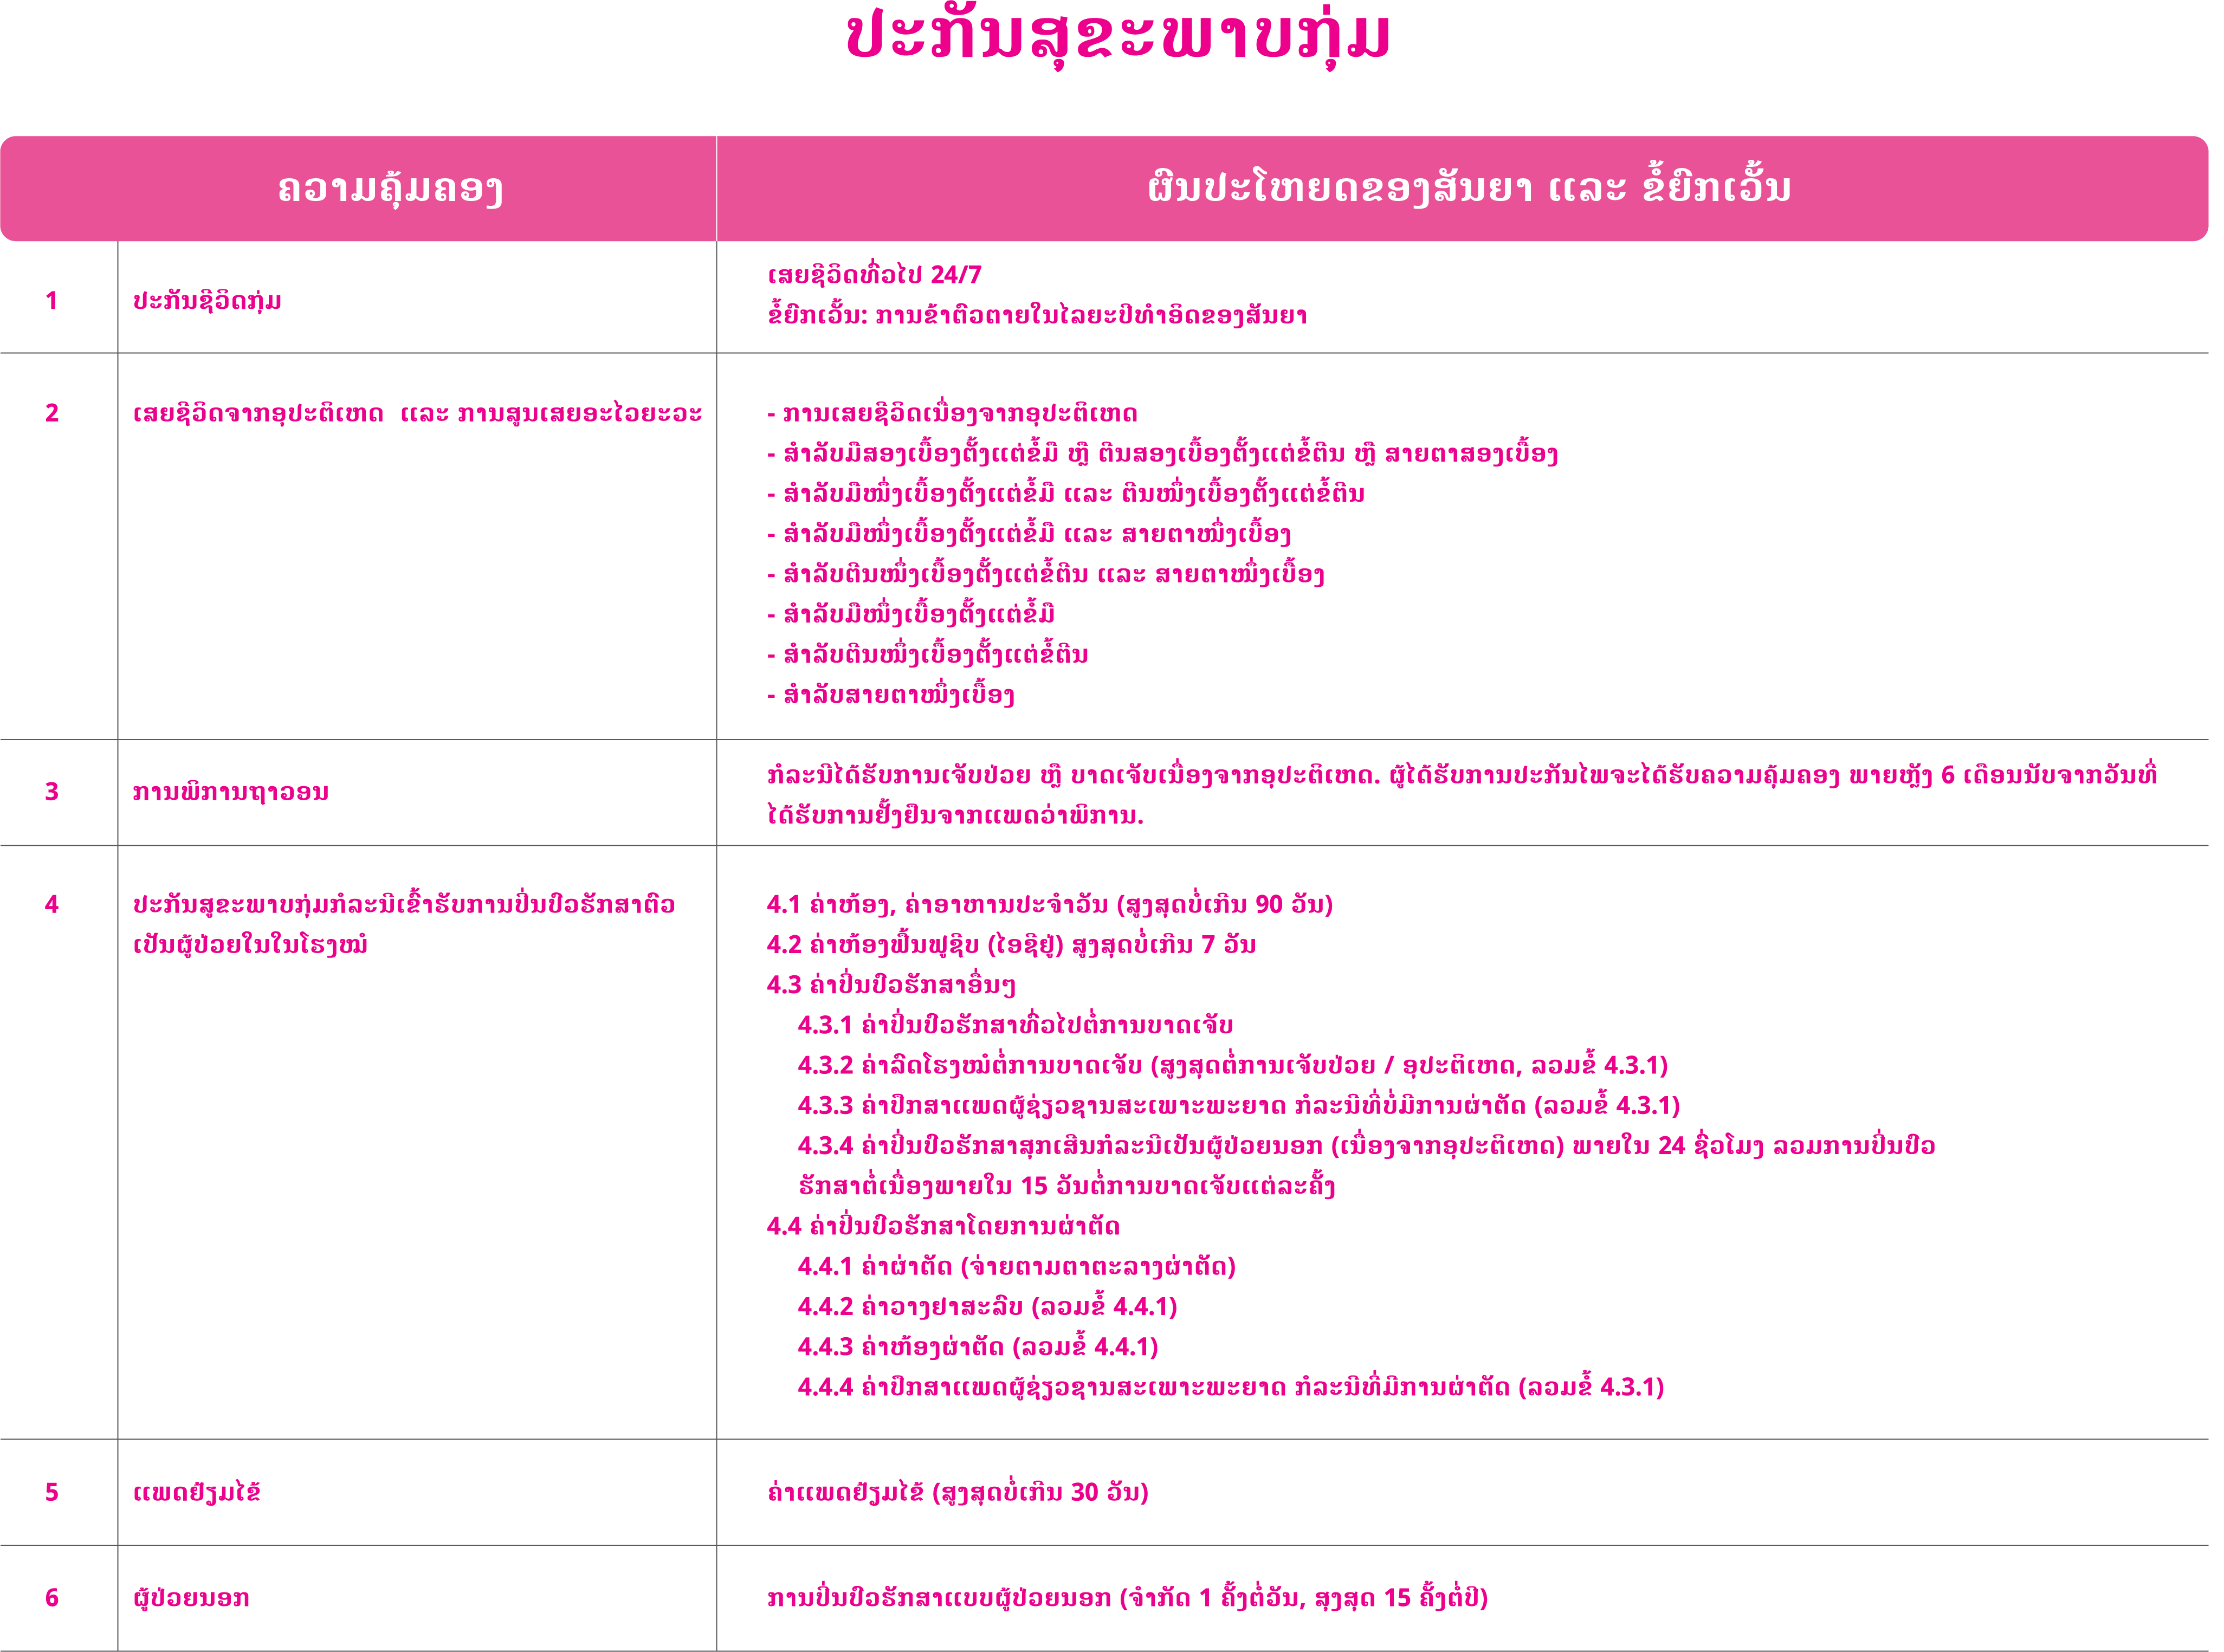 ປະກັນສຸຂະພາບກຸ່ມ
ຄວາມຄຸ້ມຄອງ
ຜົນປະໂຫຍດຂອງສັນຍາ ແລະ ຂໍ້ຍົກເວັ້ນ
1
ປະກັນຊີວິດກຸ່ມ
ເສຍຊີວິດທົ່ວໄປ 24/7
ຂໍ້ຍົກເວັ້ນ: ການຂ້າຕົວຕາຍໃນໄລຍະປີທຳອິດຂອງສັນຍາ
2
ເສຍຊີວິດຈາກອຸປະຕິເຫດ ແລະ ການສູນເສຍອະໄວຍະວະ
- ການເສຍຊີວິດເນື່ອງຈາກອຸປະຕິເຫດ
- ສຳລັບມືສອງເບື້ອງຕັ້ງແຕ່ຂໍ້ມື ຫຼື ຕີນສອງເບື້ອງຕັ້ງແຕ່ຂໍ້ຕີນ ຫຼື ສາຍຕາສອງເບື້ອງ
- ສຳລັບມືໜຶ່ງເບື້ອງຕັ້ງແຕ່ຂໍ້ມື ແລະ ຕີນໜຶ່ງເບື້ອງຕັ້ງແຕ່ຂໍ້ຕີນ
- ສຳລັບມືໜຶ່ງເບື້ອງຕັ້ງແຕ່ຂໍ້ມື ແລະ ສາຍຕາໜຶ່ງເບື້ອງ
- ສຳລັບຕີນໜຶ່ງເບື້ອງຕັ້ງແຕ່ຂໍ້ຕີນ ແລະ ສາຍຕາໜຶ່ງເບື້ອງ
- ສຳລັບມືໜຶ່ງເບື້ອງຕັ້ງແຕ່ຂໍ້ມື
- ສຳລັບຕີນໜຶ່ງເບື້ອງຕັ້ງແຕ່ຂໍ້ຕີນ
- ສຳລັບສາຍຕາໜຶ່ງເບື້ອງ
3
ການພິການຖາວອນ
ກໍລະນີໄດ້ຮັບການເຈັບປ່ວຍ ຫຼື ບາດເຈັບເນື່ອງຈາກອຸປະຕິເຫດ. ຜູ້ໄດ້ຮັບການປະກັນໄພຈະໄດ້ຮັບຄວາມຄຸ້ມຄອງ ພາຍຫຼັງ 6 ເດືອນນັບຈາກວັນທີ່
ໄດ້ຮັບການຢັ້ງຢືນຈາກແພດວ່າພິການ.
4
ປະກັນສູຂະພາບກຸ່ມກໍລະນີເຂົ້າຮັບການປິ່ນປົວຮັກສາຕົວ
ເປັນຜູ້ປ່ວຍໃນໃນໂຮງໝໍ
4.1 ຄ່າຫ້ອງ, ຄ່າອາຫານປະຈຳວັນ (ສູງສຸດບໍ່ເກີນ 90 ວັນ)
4.2 ຄ່າຫ້ອງຟື້ນຟູຊີບ (ໄອຊີຢູ່) ສູງສຸດບໍ່ເກີນ 7 ວັນ
4.3 ຄ່າປິ່ນປົວຮັກສາອື່ນໆ
4.3.1 ຄ່າປິ່ນປົວຮັກສາທົ່ວໄປຕໍ່ການບາດເຈັບ
4.3.2 ຄ່າລົດໂຮງໝໍຕໍ່ການບາດເຈັບ (ສູງສຸດຕໍ່ການເຈັບປ່ວຍ / ອຸປະຕິເຫດ, ລວມຂໍ້ 4.3.1)
4.3.3 ຄ່າປຶກສາແພດຜູ້ຊ່ຽວຊານສະເພາະພະຍາດ ກໍລະນີທີ່ບໍ່ມີການຜ່າຕັດ (ລວມຂໍ້ 4.3.1)
4.3.4 ຄ່າປິ່ນປົວຮັກສາສຸກເສີນກໍລະນີເປັນຜູ້ປ່ວຍນອກ (ເນື່ອງຈາກອຸປະຕິເຫດ) ພາຍໃນ 24 ຊົ່ວໂມງ ລວມການປິ່ນປົວ
ຮັກສາຕໍ່ເນື່ອງພາຍໃນ 15 ວັນຕໍ່ການບາດເຈັບແຕ່ລະຄັ້ງ
4.4 ຄ່າປິ່ນປົວຮັກສາໂດຍການຜ່າຕັດ
4.4.1 ຄ່າຜ່າຕັດ (ຈ່າຍຕາມຕາຕະລາງຜ່າຕັດ)
4.4.2 ຄ່າວາງຢາສະລົບ (ລວມຂໍ້ 4.4.1)
4.4.3 ຄ່າຫ້ອງຜ່າຕັດ (ລວມຂໍ້ 4.4.1)
4.4.4 ຄ່າປຶກສາແພດຜູ້ຊ່ຽວຊານສະເພາະພະຍາດ ກໍລະນີທີ່ມີການຜ່າຕັດ (ລວມຂໍ້ 4.3.1)
5
ແພດຢ້ຽມໄຂ້
ຄ່າແພດຢ້ຽມໄຂ້ (ສູງສຸດບໍ່ເກີນ 30 ວັນ)
6
ຜູ້ປ່ວຍນອກ
ການປິ່ນປົວຮັກສາແບບຜູ້ປ່ວຍນອກ (ຈຳກັດ 1 ຄັ້ງຕໍ່ວັນ, ສຸງສຸດ 15 ຄັ້ງຕໍ່ປີ)